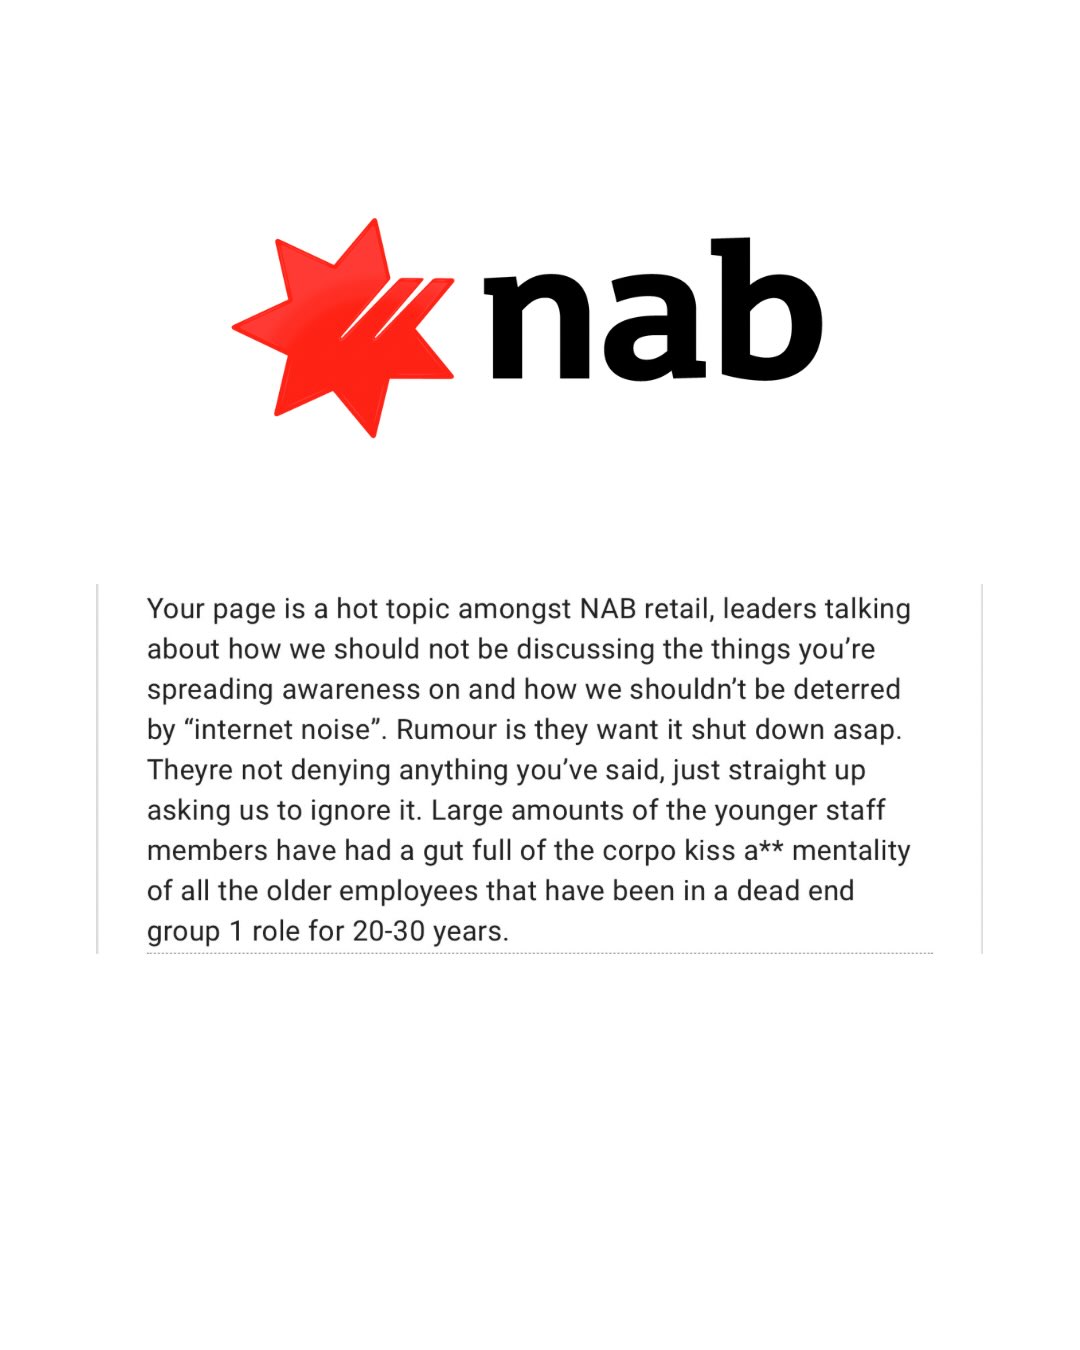 nab
Your page is a hot topic amongst NAB retail, leaders talking
about how we should not be discussing the things you’re
spreading awareness on and how we shouldn’t be deterred
by “internet noise”. Rumour is they want it shut down asap.
Theyre not denying anything you’ve said, just straight up
asking us to ignore it. Large amounts of the younger staff
members have had a gut full of the corpo kiss a** mentality
of all the older employees that have been in a dead end
group 1 role for 20-30 years.